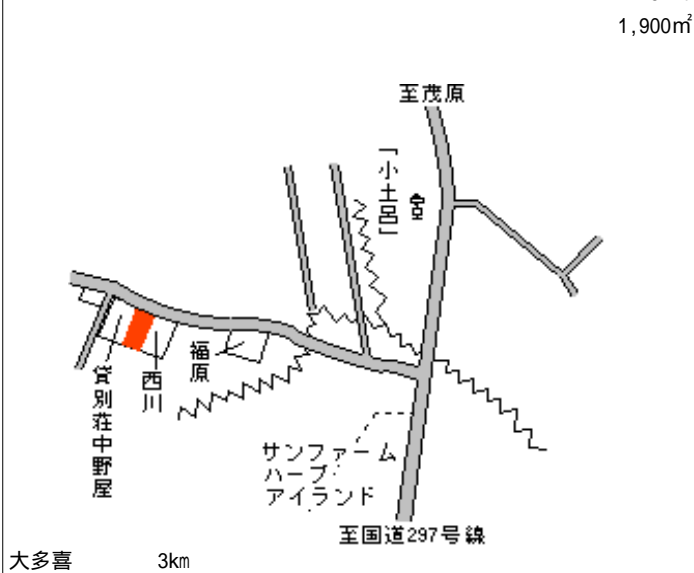 1,900㎡
至茂原
「小土呂」
宮
福原
西川
貸別荘中野屋
サンファーム
ハーブ
アイランド
至国道297号線
大多喜 3km